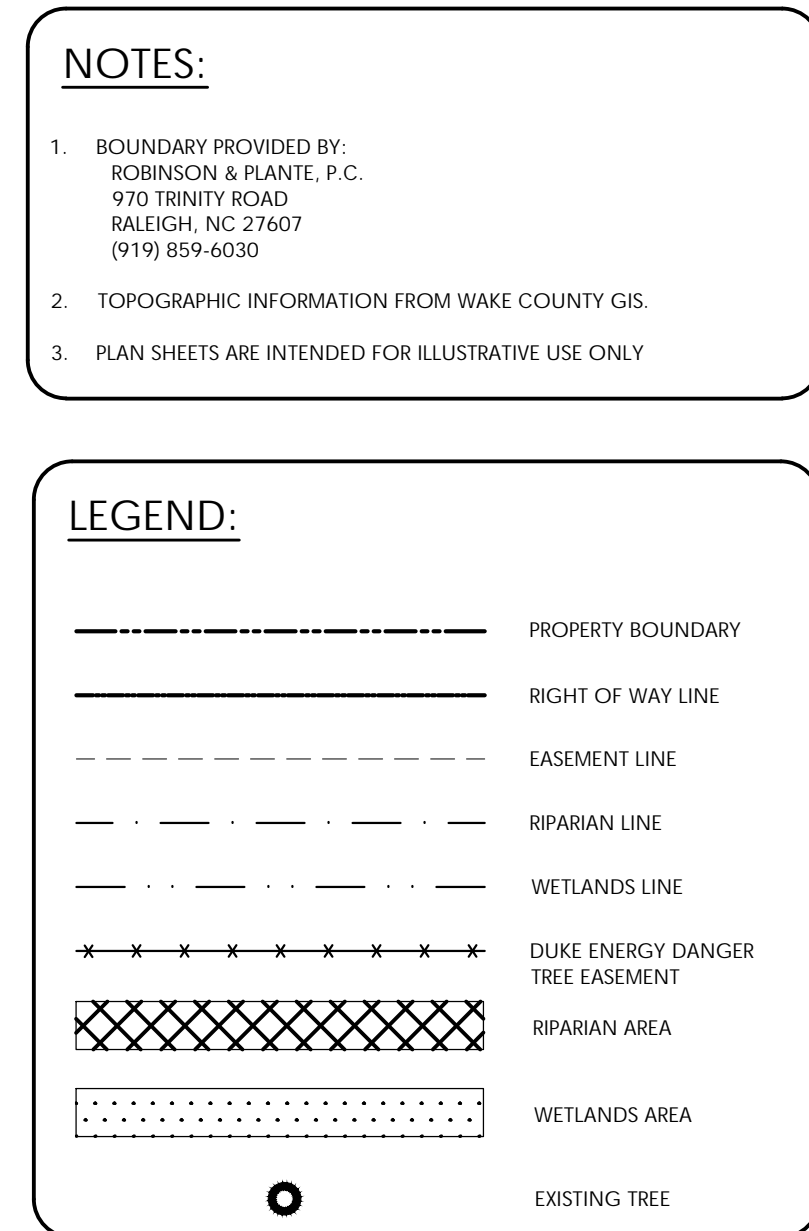 NOTES:
1. BOUNDARY PROVIDED BY:
ROBINSON & PLANTE, P.C.
970 TRINITY ROAD
RALEIGH, NC 27607
(919) 859-6030
2. TOPOGRAPHIC INFORMATION FROM WAKE COUNTY GIS.
3. PLAN SHEETS ARE INTENDED FOR ILLUSTRATIVE USE ONLY
LEGEND:
PROPERTY BOUNDARY
RIGHT OF WAY LINE
EASEMENT LINE
RIPARIAN LINE
WETLANDS LINE
DUKE ENERGY DANGER
TREE EASEMENT
RIPARIAN AREA
WETLANDS AREA
EXISTING TREE